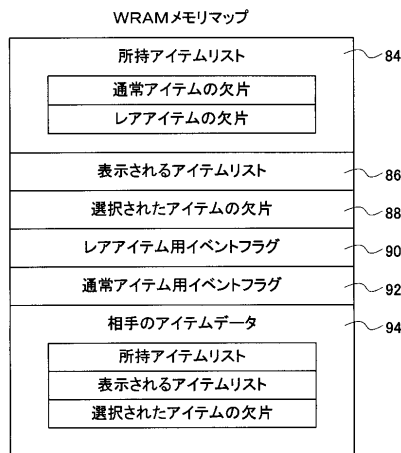 WRAMメモリマップ
所持アイテムリスト 84
通常アイテムの欠片
レアアイテムの欠片
表示されるアイテムリスト 86
選択されたアイテムの欠片 88
レアアイテム用イベントフラグ 90
通常アイテム用イベントフラグ 92
相手のアイテムデータ 94
所持アイテムリスト
表示されるアイテムリスト
選択されたアイテムの欠片